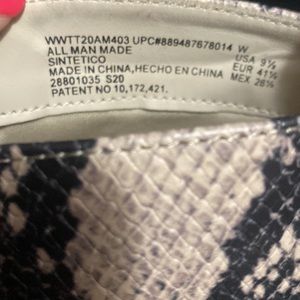 WWTT20AM403 UPC#889487678014 W
ALL MAN MADE USA 9½
SINTETICO EUR 41½
MADE IN CHINA,HECHO EN CHINA MEX 26½
28801035 S20
PATENT NO 10,172,421.